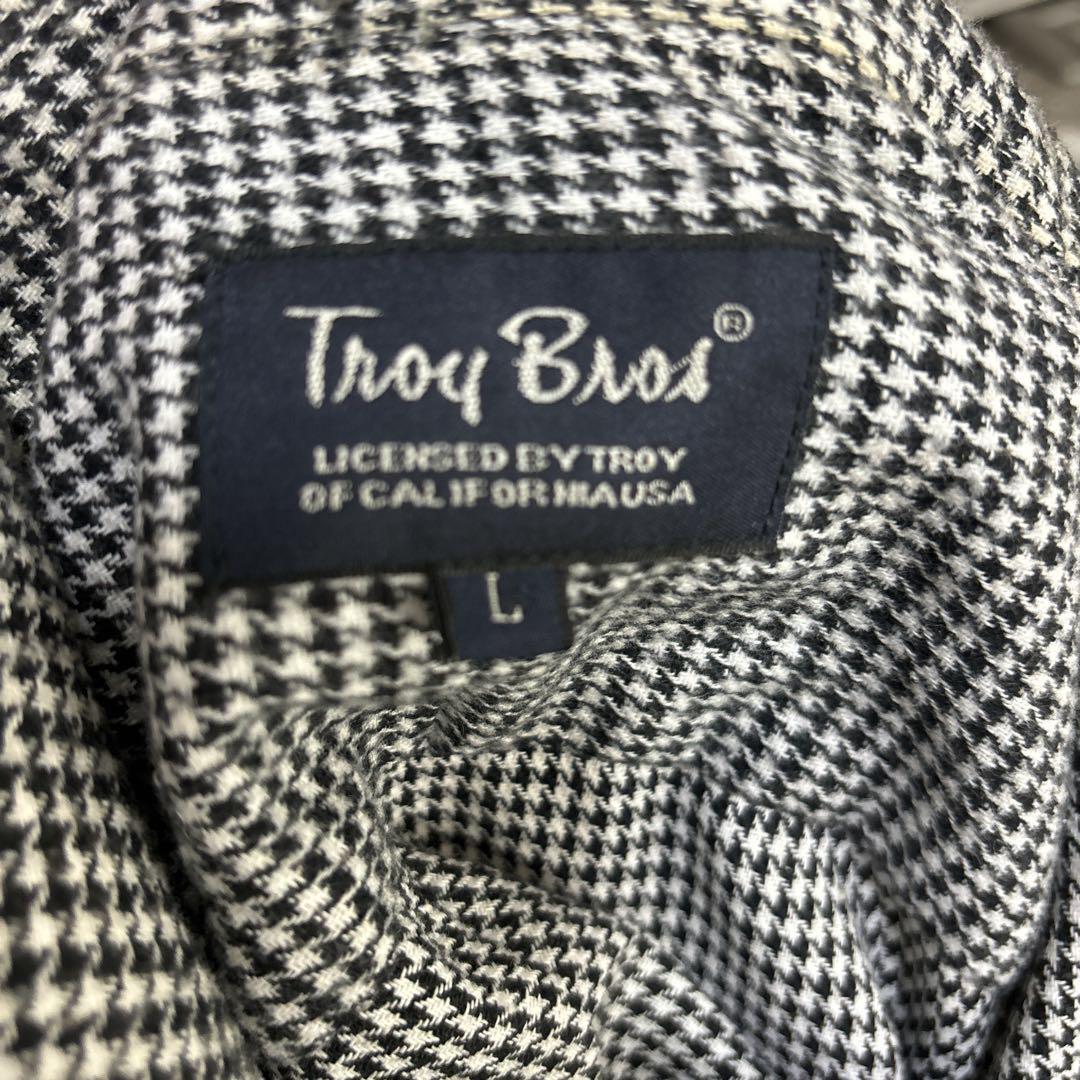 Troy Bros®
LICENSED BY TROY
OF CALIFORNIA USA
L